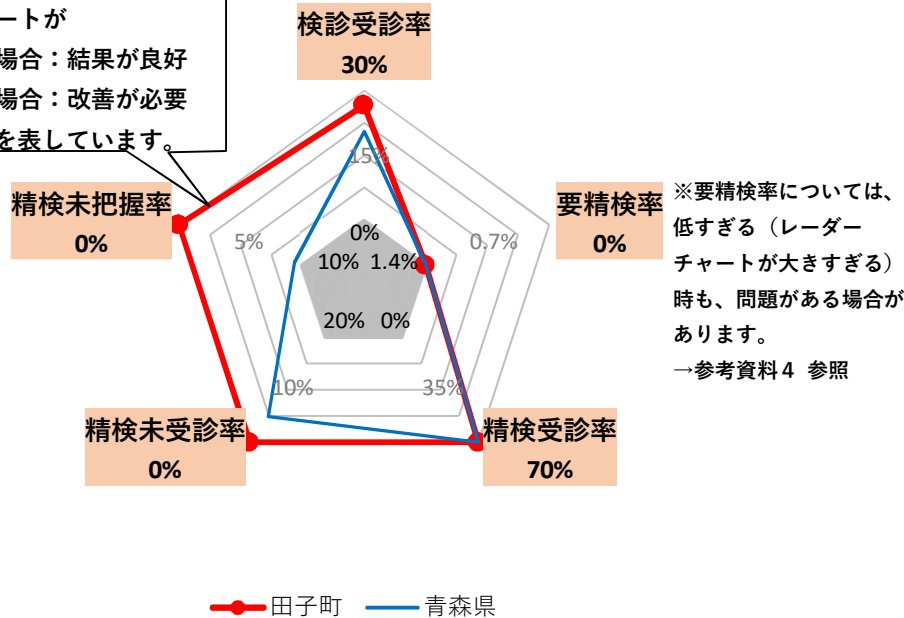 ートが
場合：結果が良好
場合：改善が必要
を表しています。
検診受診率
30%
15%
0%
精検未把握率
0%
5%
10%
要精検率
0%
0.7%
1.4%
※要精検率については、
低すぎる（レーダー
チャートが大きすぎる）
時も、問題がある場合が
あります。
→参考資料４ 参照
20%
0%
10%
35%
精検未受診率
0%
精検受診率
70%
田子町
青森県